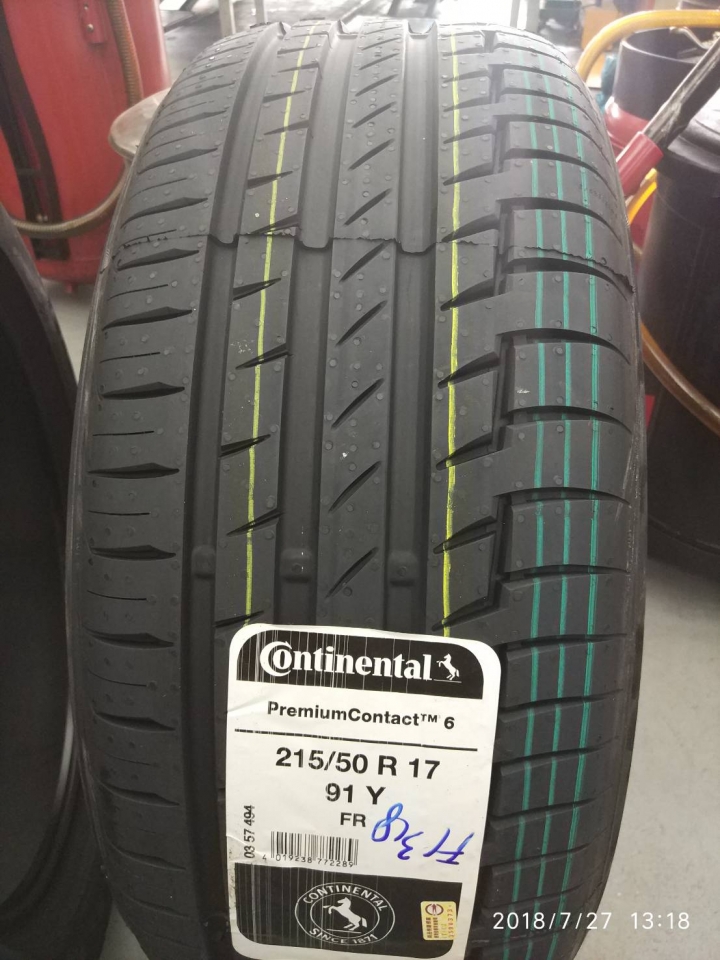 Continental
PremiumContact™ 6
215/50 R 17
91 Y
FR
03 57 494
4 019238 772289
CONTINENTAL
SINCE 1871
2018/7/27 13:18